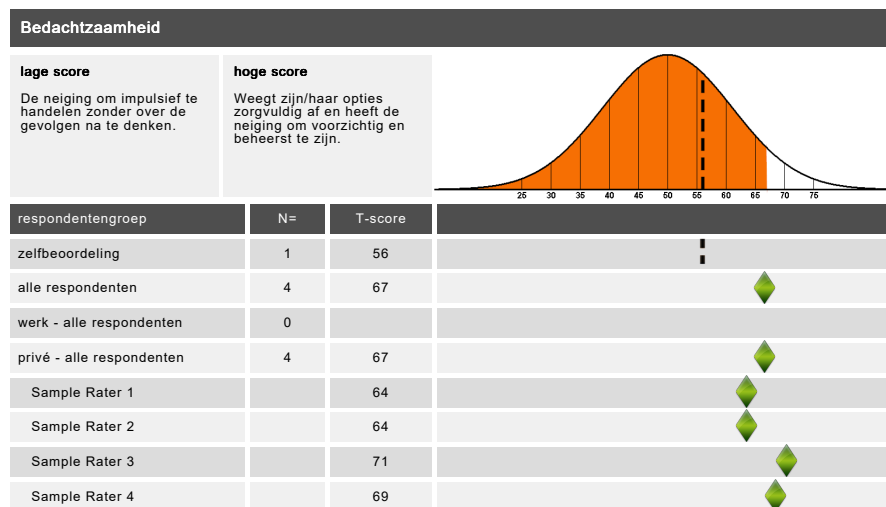 Bedachtzaamheid
lage score
De neiging om impulsief te
handelen zonder over de
gevolgen na te denken.
hoge score
Weegt zijn/haar opties
zorgvuldig af en heeft de
neiging om voorzichtig en
beheerst te zijn.
25 30 35 40 45 50 55 60 65 70 75
respondentengroep N= T-score
zelfbeoordeling 1 56
alle respondenten 4 67
werk - alle respondenten 0
privé - alle respondenten 4 67
Sample Rater 1 64
Sample Rater 2 64
Sample Rater 3 71
Sample Rater 4 69